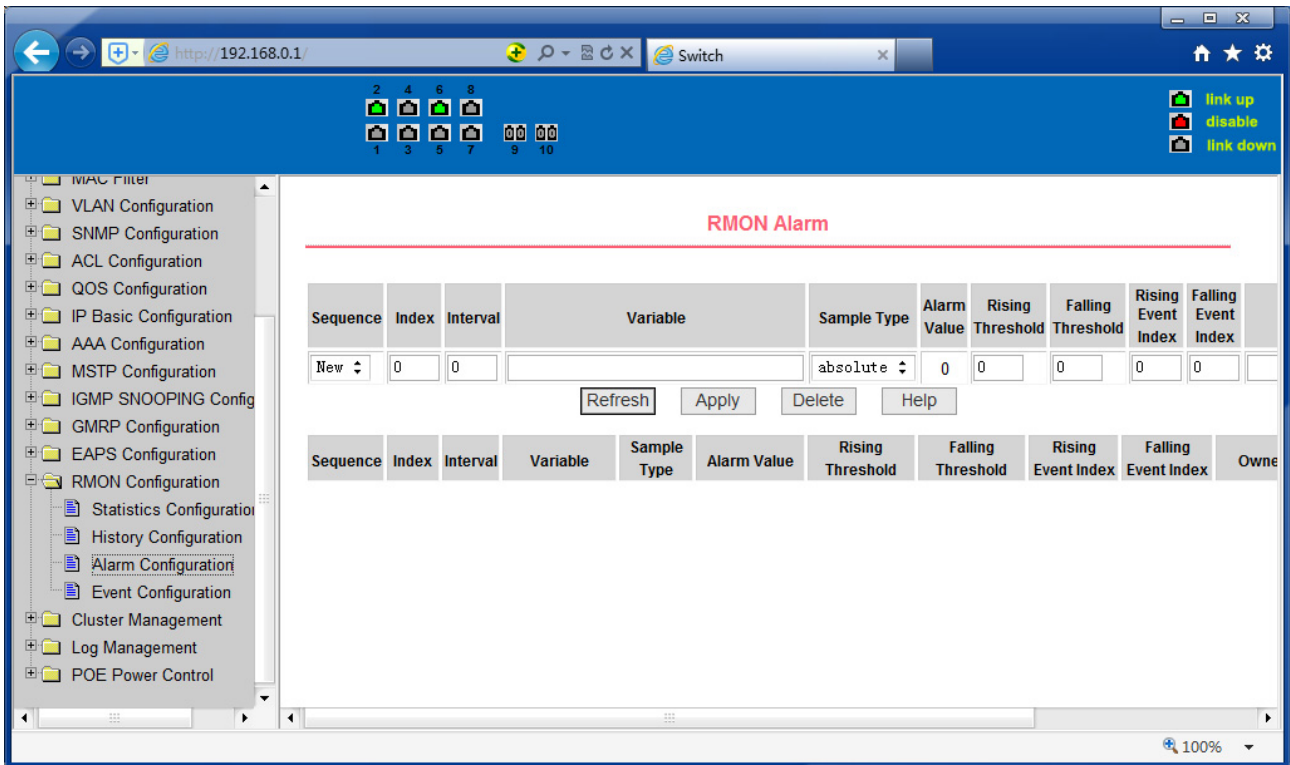 http://192.168.0.1/
Switch
2 4 6 8
1 3 5 7 9 10
link up
disable
link down
MAC Filter
VLAN Configuration
SNMP Configuration
ACL Configuration
QOS Configuration
IP Basic Configuration
AAA Configuration
MSTP Configuration
IGMP SNOOPING Config
GMRP Configuration
EAPS Configuration
RMON Configuration
Statistics Configuration
History Configuration
Alarm Configuration
Event Configuration
Cluster Management
Log Management
POE Power Control
RMON Alarm
Sequence Index Interval Variable Sample Type Alarm Value Rising Threshold Falling Threshold Rising Event Index Falling Event Index
New 0 0 absolute 0 0 0 0 0
Refresh Apply Delete Help
Sequence Index Interval Variable Sample Type Alarm Value Rising Threshold Falling Threshold Rising Event Index Falling Event Index Owne
100%